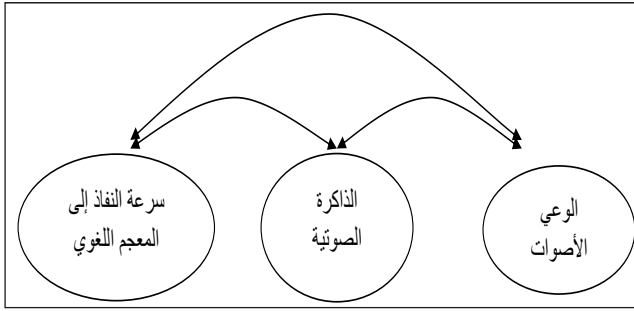 الوعي
الأصوات
الذاكرة
الصوتية
سرعة النفاذ إلى
المعجم اللغوي